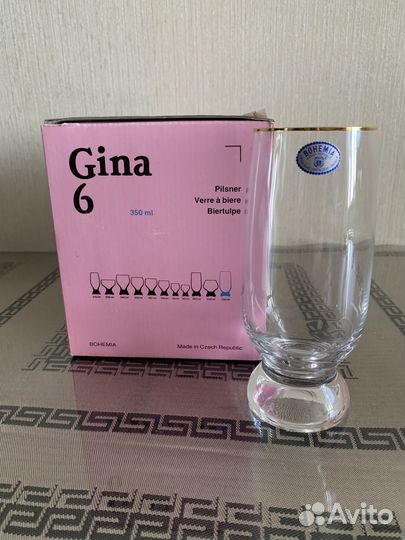 Gina
6
350 ml
Pilsner
Verre à biere
Biertulpe
BOHEMIA
Made in Czech Republic
BOHEMIA
Avito